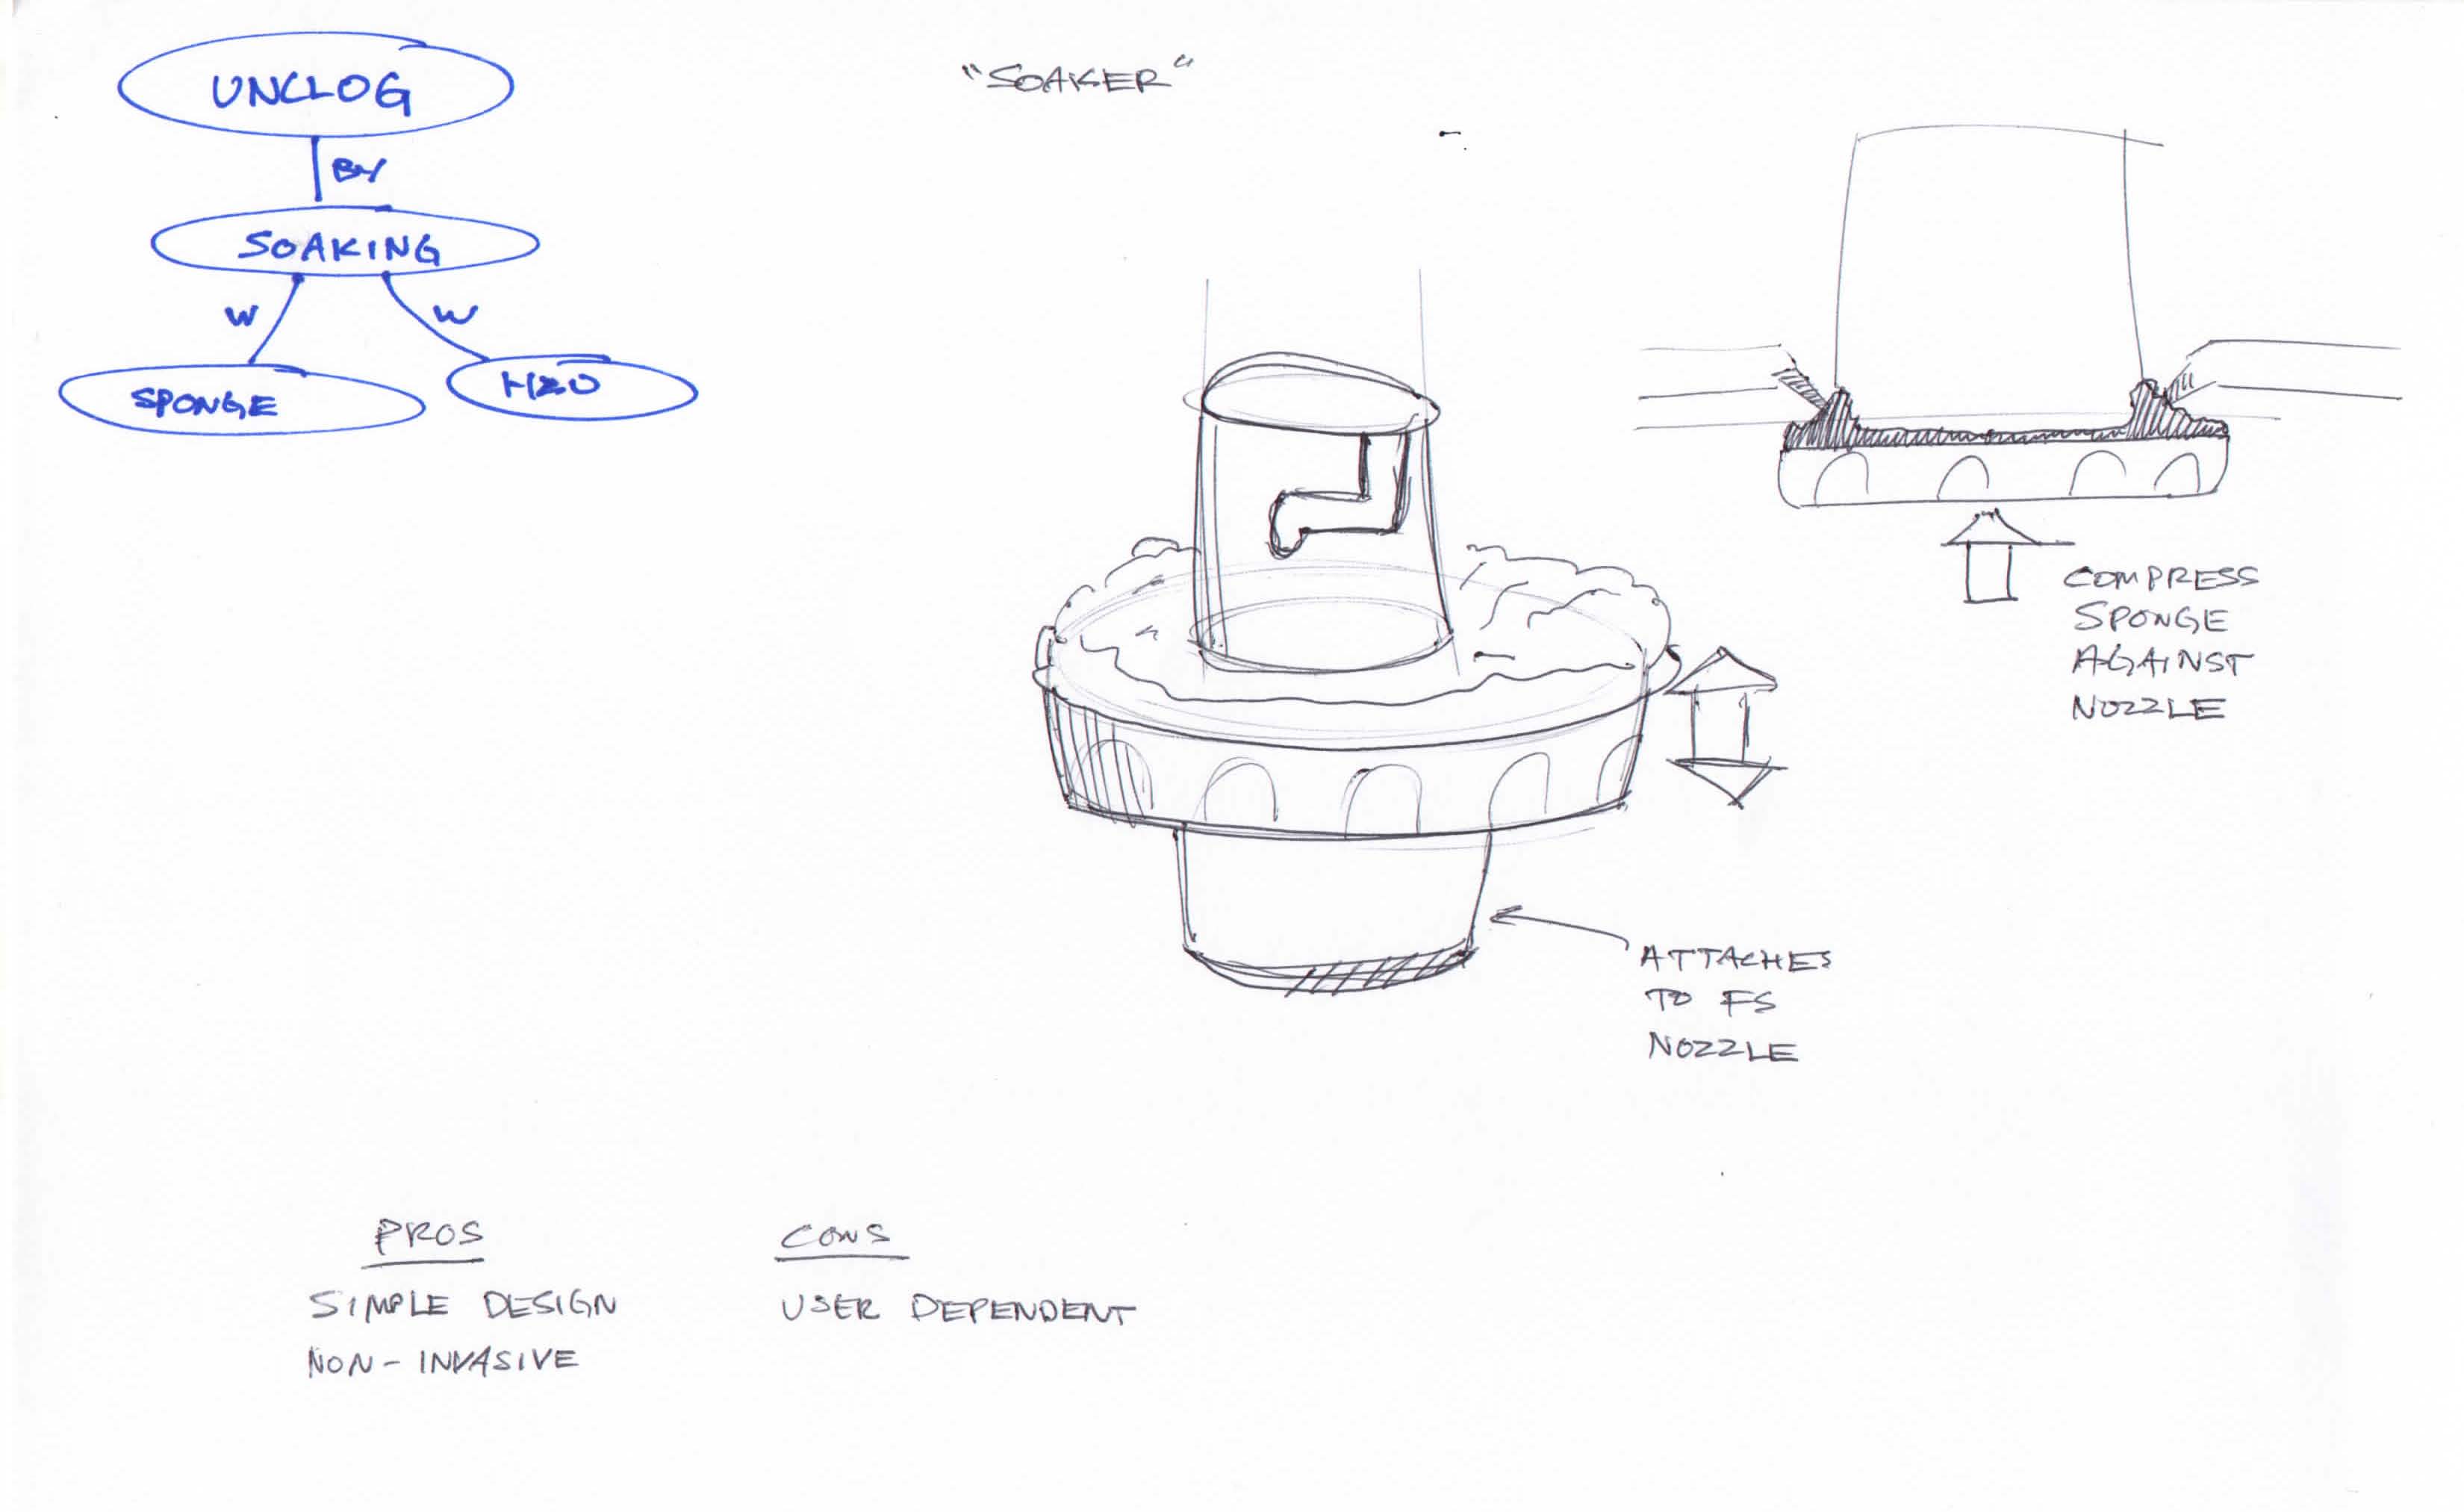 UNCLOG
BY
SOAKING
W W
SPONGE H2O
"SOAKER"
COMPRESS
SPONGE
AGAINST
NOZZLE
ATTACHES
TO FS
NOZZLE
PROS
SIMPLE DESIGN
NON-INVASIVE
CONS
USER DEPENDENT